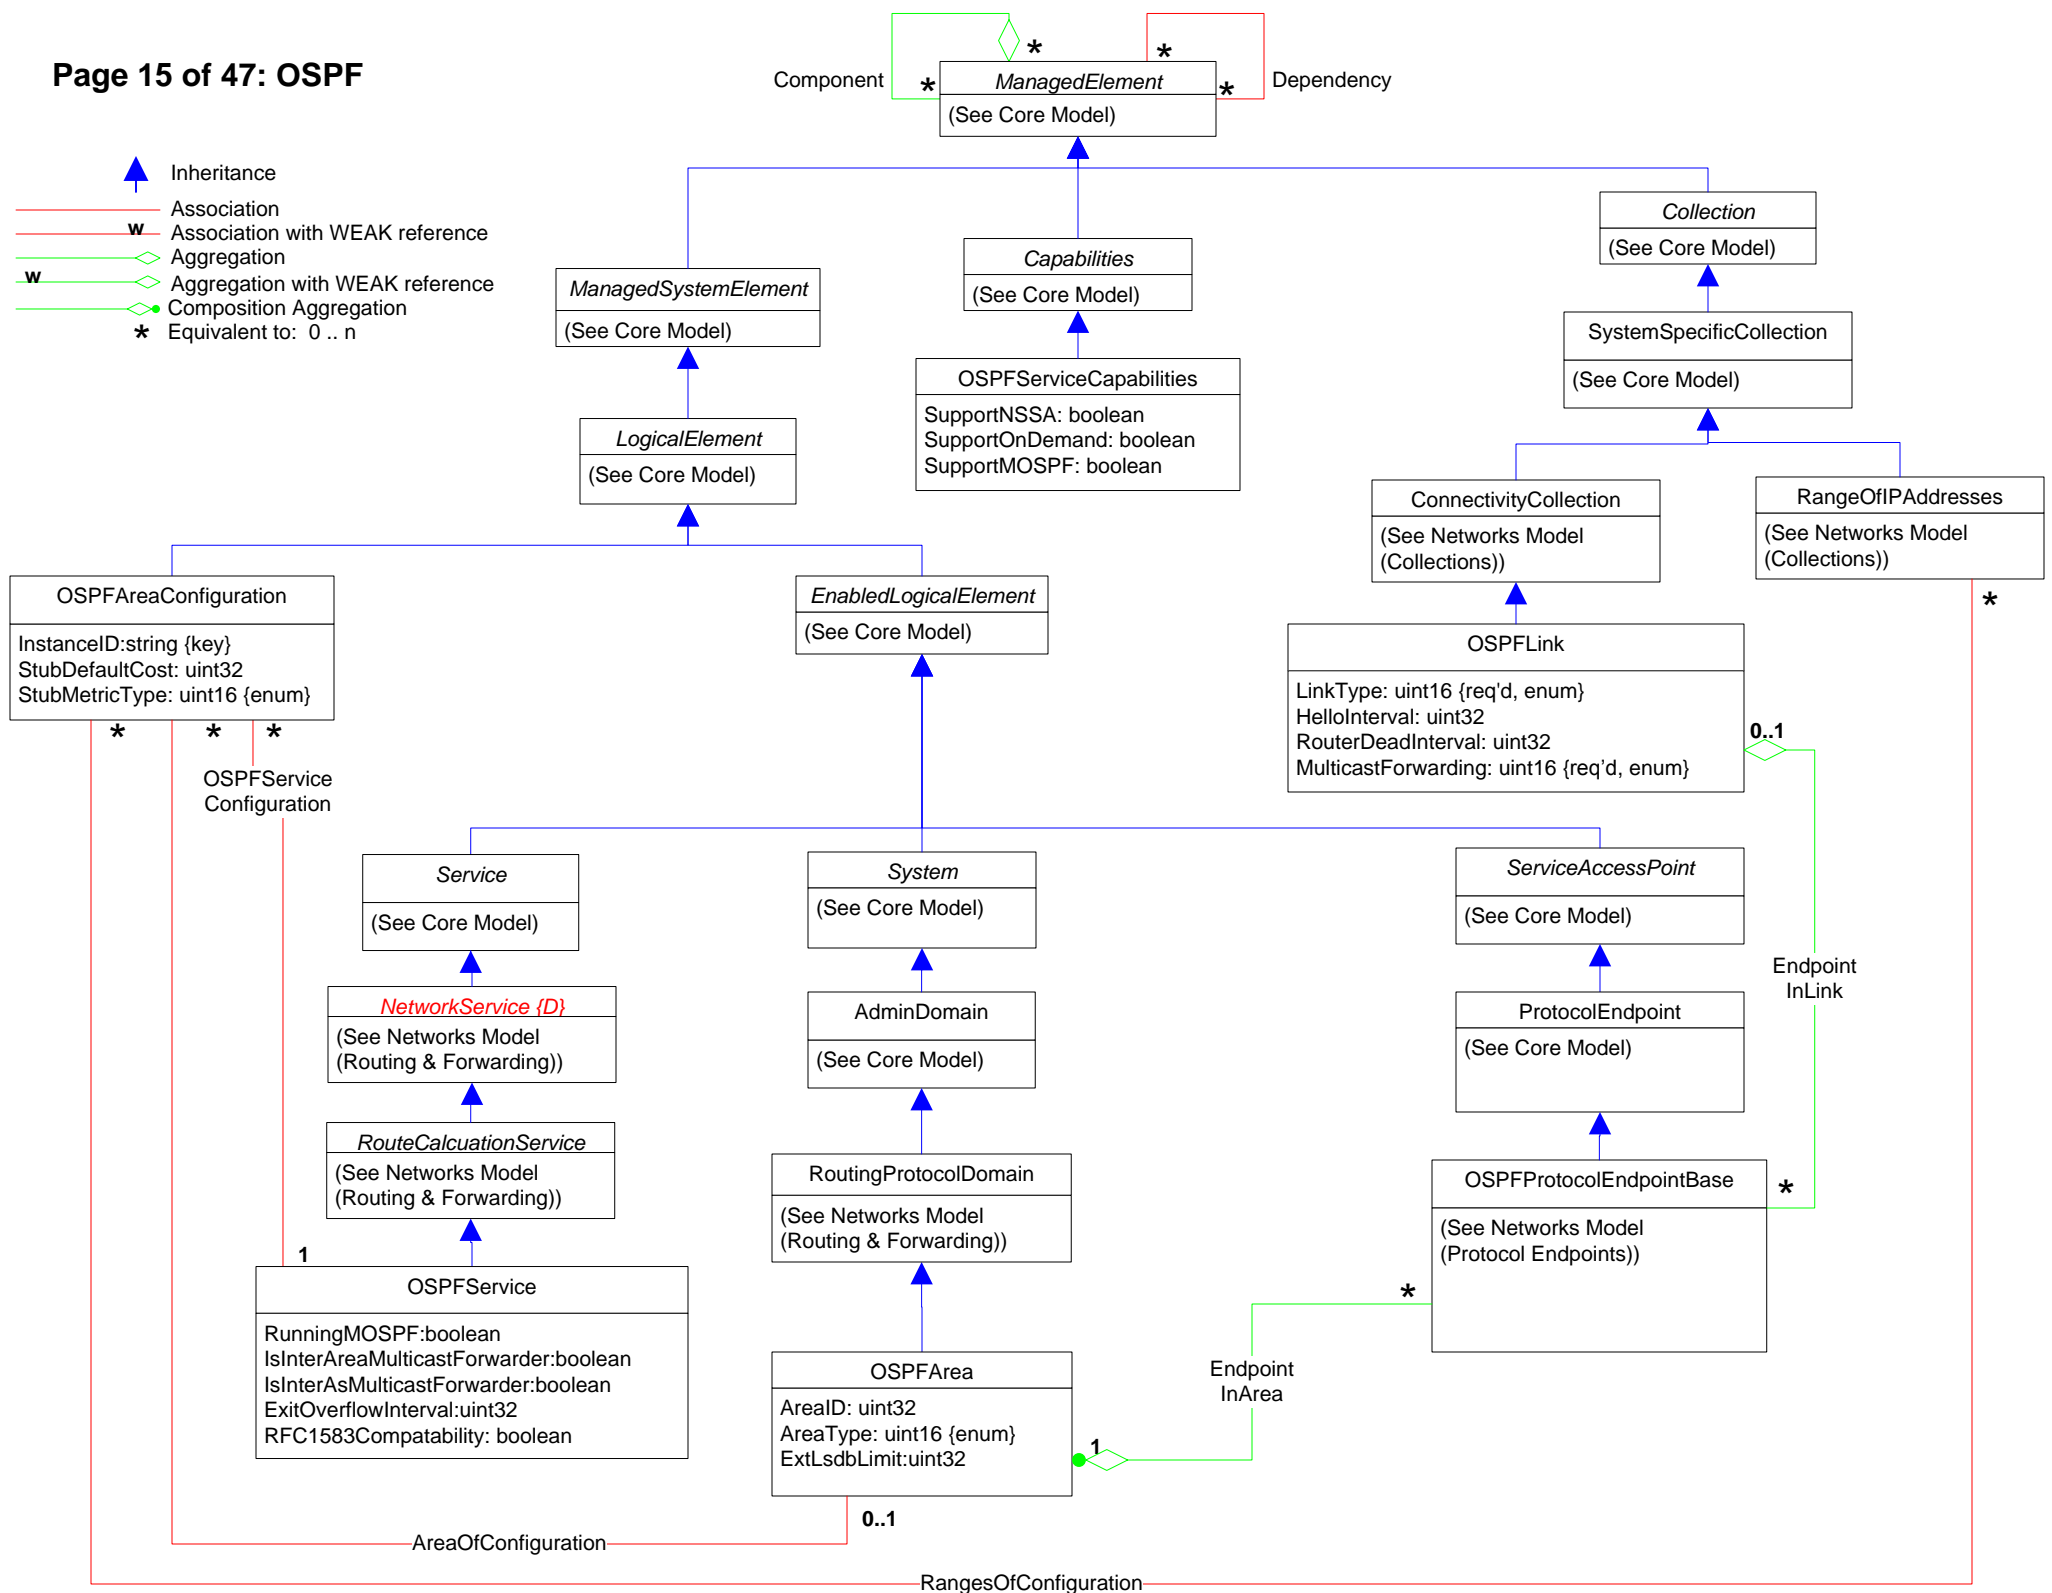 Page 15 of 47: OSPF
Component
*
*
ManagedElement
(See Core Model)
*
*
Dependency
Inheritance
Association
w
Association with WEAK reference
Aggregation
w
Aggregation with WEAK reference
Composition Aggregation
* Equivalent to: 0 .. n
ManagedSystemElement
(See Core Model)
Capabilities
(See Core Model)
Collection
(See Core Model)
SystemSpecificCollection
(See Core Model)
OSPFServiceCapabilities
SupportNSSA: boolean
SupportOnDemand: boolean
SupportMOSPF: boolean
LogicalElement
(See Core Model)
ConnectivityCollection
(See Networks Model
(Collections))
RangeOfIPAddresses
(See Networks Model
(Collections))
*
OSPFAreaConfiguration
InstanceID:string {key}
StubDefaultCost: uint32
StubMetricType: uint16 {enum}
*
*
*
EnabledLogicalElement
(See Core Model)
OSPFLink
LinkType: uint16 {req'd, enum}
HelloInterval: uint32
RouterDeadInterval: uint32
MulticastForwarding: uint16 {req’d, enum}
0..1
OSPFService
Configuration
Service
(See Core Model)
System
(See Core Model)
ServiceAccessPoint
(See Core Model)
Endpoint
InLink
NetworkService {D}
(See Networks Model
(Routing & Forwarding))
AdminDomain
(See Core Model)
ProtocolEndpoint
(See Core Model)
RouteCalcuationService
(See Networks Model
(Routing & Forwarding))
RoutingProtocolDomain
(See Networks Model
(Routing & Forwarding))
OSPFProtocolEndpointBase
(See Networks Model
(Protocol Endpoints))
*
*
1
OSPFService
RunningMOSPF:boolean
IsInterAreaMulticastForwarder:boolean
IsInterAsMulticastForwarder:boolean
ExitOverflowInterval:uint32
RFC1583Compatability: boolean
OSPFArea
AreaID: uint32
AreaType: uint16 {enum}
ExtLsdbLimit:uint32
1
Endpoint
InArea
0..1
AreaOfConfiguration
RangesOfConfiguration